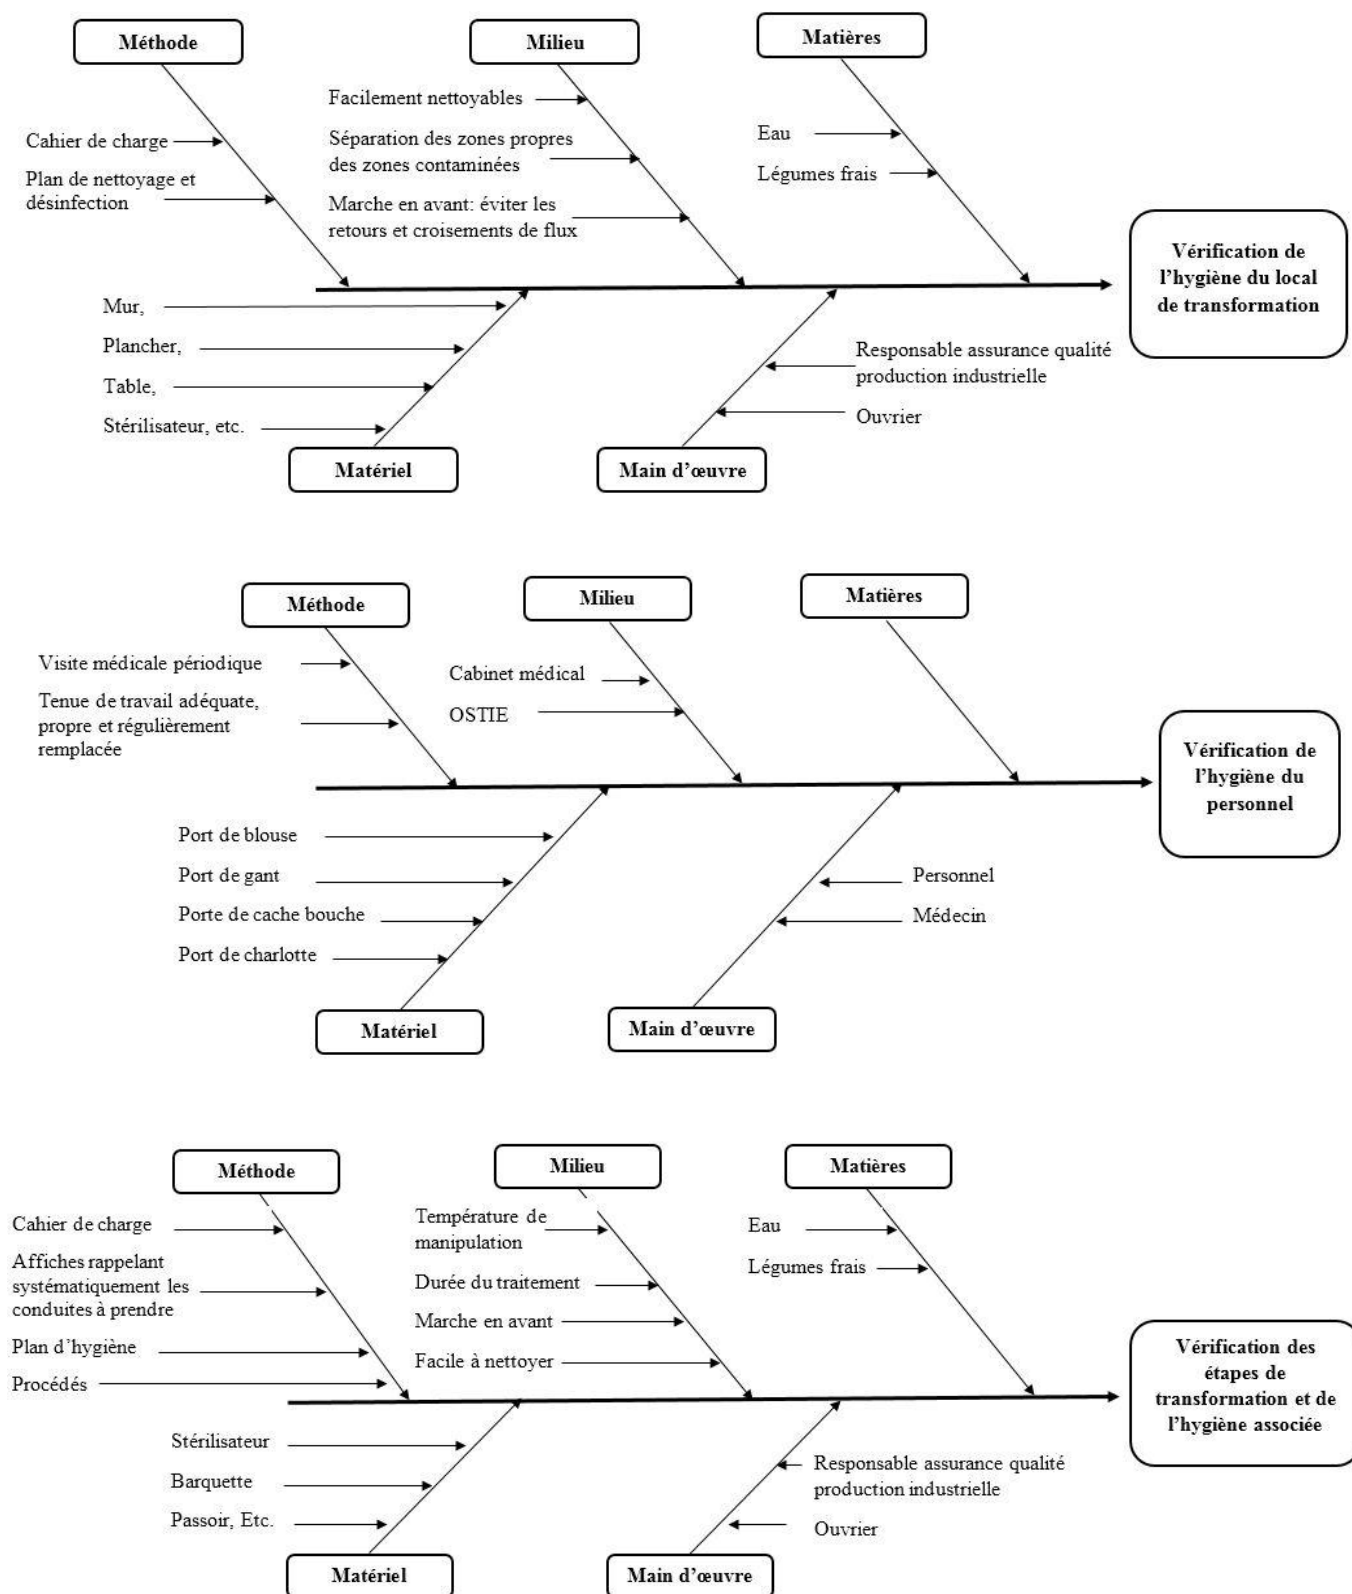 Méthode
Milieu
Matières
Facilement nettoyables
Cahier de charge
Séparation des zones propres
des zones contaminées
Eau
Plan de nettoyage et
désinfection
Légumes frais
Marche en avant: éviter les
retours et croisements de flux
Vérification de
l’hygiène du local
de transformation
Mur,
Plancher,
Table,
Stérilisateur, etc.
Responsable assurance qualité
production industrielle
Ouvrier
Matériel
Main d’œuvre
Méthode
Milieu
Matières
Visite médicale périodique
Tenue de travail adéquate,
propre et régulièrement
remplacée
Cabinet médical
OSTIE
Vérification de
l’hygiène du
personnel
Port de blouse
Port de gant
Porte de cache bouche
Port de charlotte
Personnel
Médecin
Matériel
Main d’œuvre
Méthode
Milieu
Matières
Cahier de charge
Affiches rappelant
systématiquement les
conduites à prendre
Plan d’hygiène
Procédés
Température de
manipulation
Durée du traitement
Marche en avant
Facile à nettoyer
Eau
Légumes frais
Vérification des
étapes de
transformation et de
l’hygiène associée
Stérilisateur
Barquette
Passoir, Etc.
Responsable assurance qualité
production industrielle
Ouvrier
Matériel
Main d’œuvre